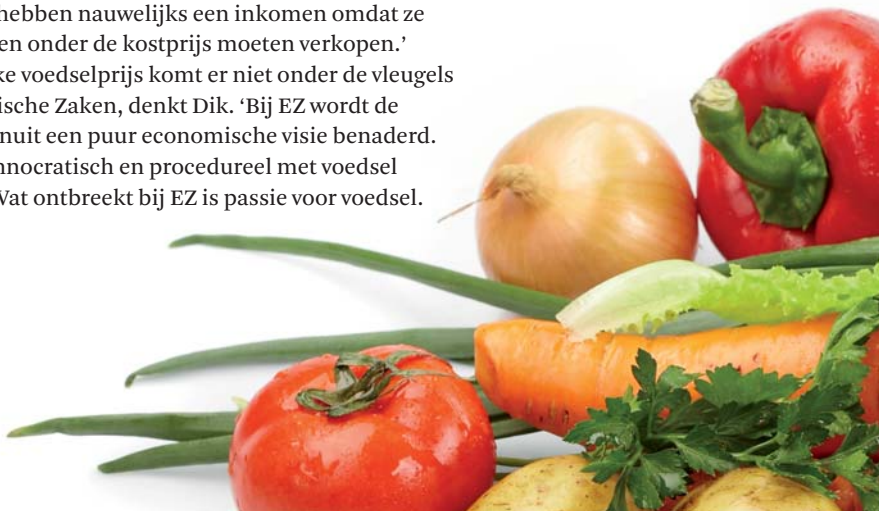 hebben nauwelijks een inkomen omdat ze
en onder de kostprijs moeten verkopen.’
ke voedselprijs komt er niet onder de vleugels
ische Zaken, denkt Dik. ‘Bij EZ wordt de
nuit een puur economische visie benaderd.
nnocratisch en procedureel met voedsel
Wat ontbreekt bij EZ is passie voor voedsel.